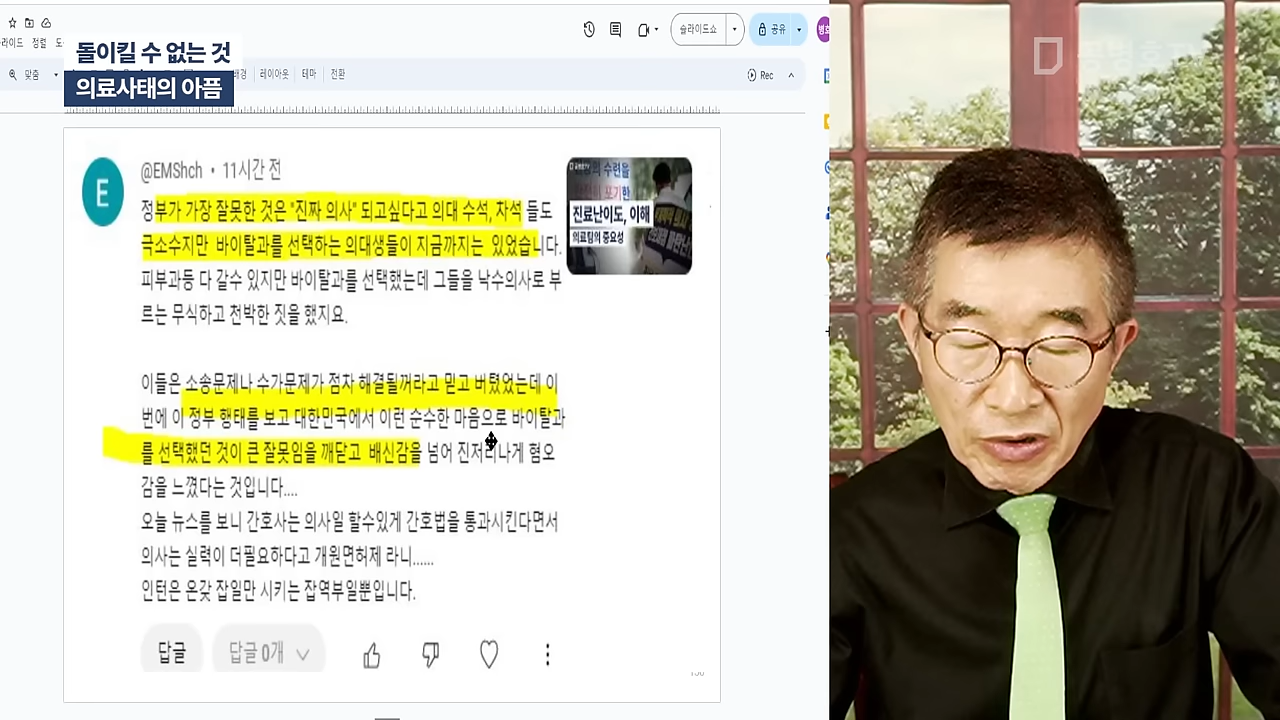 라이드 정렬 도
돌이킬 수 없는 것
의료사태의 아픔
슬라이드쇼
공유
맞춤
배경
레이아웃
테마
전환
Rec
E
@EMShch • 11시간 전
정부가 가장 잘못한 것은 "진짜 의사" 되고싶다고 의대 수석, 차석 들도
극소수지만 바이탈과를 선택하는 의대생들이 지금까지는 있었습니다.
피부과등 다 갈수 있지만 바이탈과를 선택했는데 그들을 낙수의사로 부
르는 무식하고 천박한 짓을 했지요.
이들은 소송문제나 수가문제가 점차 해결될꺼라고 믿고 버텼었는데 이
번에 이 정부 행태를 보고 대한민국에서 이런 순수한 마음으로 바이탈과
를 선택했던 것이 큰 잘못임을 깨닫고 배신감을 넘어 진저리나게 혐오
감을 느꼈다는 것입니다....
오늘 뉴스를 보니 간호사는 의사일 할수있게 간호법을 통과시킨다면서
의사는 실력이 더필요하다고 개원면허제 라니......
인턴은 온갖 잡일만 시키는 잡역부일뿐입니다.
수련을
포기한
진료난이도, 이해
의료팀의 중요성
답글
답글 0개